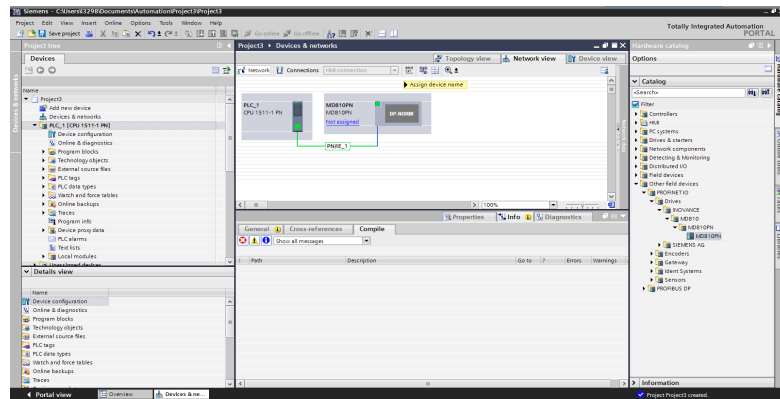 Siemens - C:\Users\3298\Documents\Automation\Project3\Project3
Project Edit View Insert Online Options Tools Window Help
Totally Integrated Automation
PORTAL
Save project
Go online
Go offline
Project tree
Project3 ▸ Devices & networks
Hardware catalog
Devices
Topology view
Network view
Device view
Options
Network
Connections
HMI connection
Assign device name
Catalog
<Search>
Filter
Name
Project3
Add new device
Devices & networks
PLC_1 [CPU 1511-1 PN]
Device configuration
Online & diagnostics
Program blocks
Technology objects
External source files
PLC tags
PLC data types
Watch and force tables
Online backups
Traces
Program info
Device proxy data
PLC alarms
Text lists
Local modules
Unassigned devices
PLC_1
CPU 1511-1 PN
MD810PN
MD810PN
Not assigned
DP-NORM
PN/IE_1
100%
Controllers
HMI
PC systems
Drives & starters
Network components
Detecting & Monitoring
Distributed I/O
Field devices
Other field devices
PROFINET IO
Drives
INOVANCE
MD810
MD810PN
MD810PN
SIEMENS AG
Encoders
Gateway
Ident Systems
Sensors
PROFIBUS DP
Properties
Info
Diagnostics
General
Cross-references
Compile
Show all messages
! Path Description Go to ? Errors Warnings
Details view
Name
Device configuration
Online & diagnostics
Program blocks
Technology objects
External source files
PLC tags
PLC data types
Watch and force tables
Online backups
Traces
Information
Portal view
Overview
Devices & ne...
Project Project3 created.